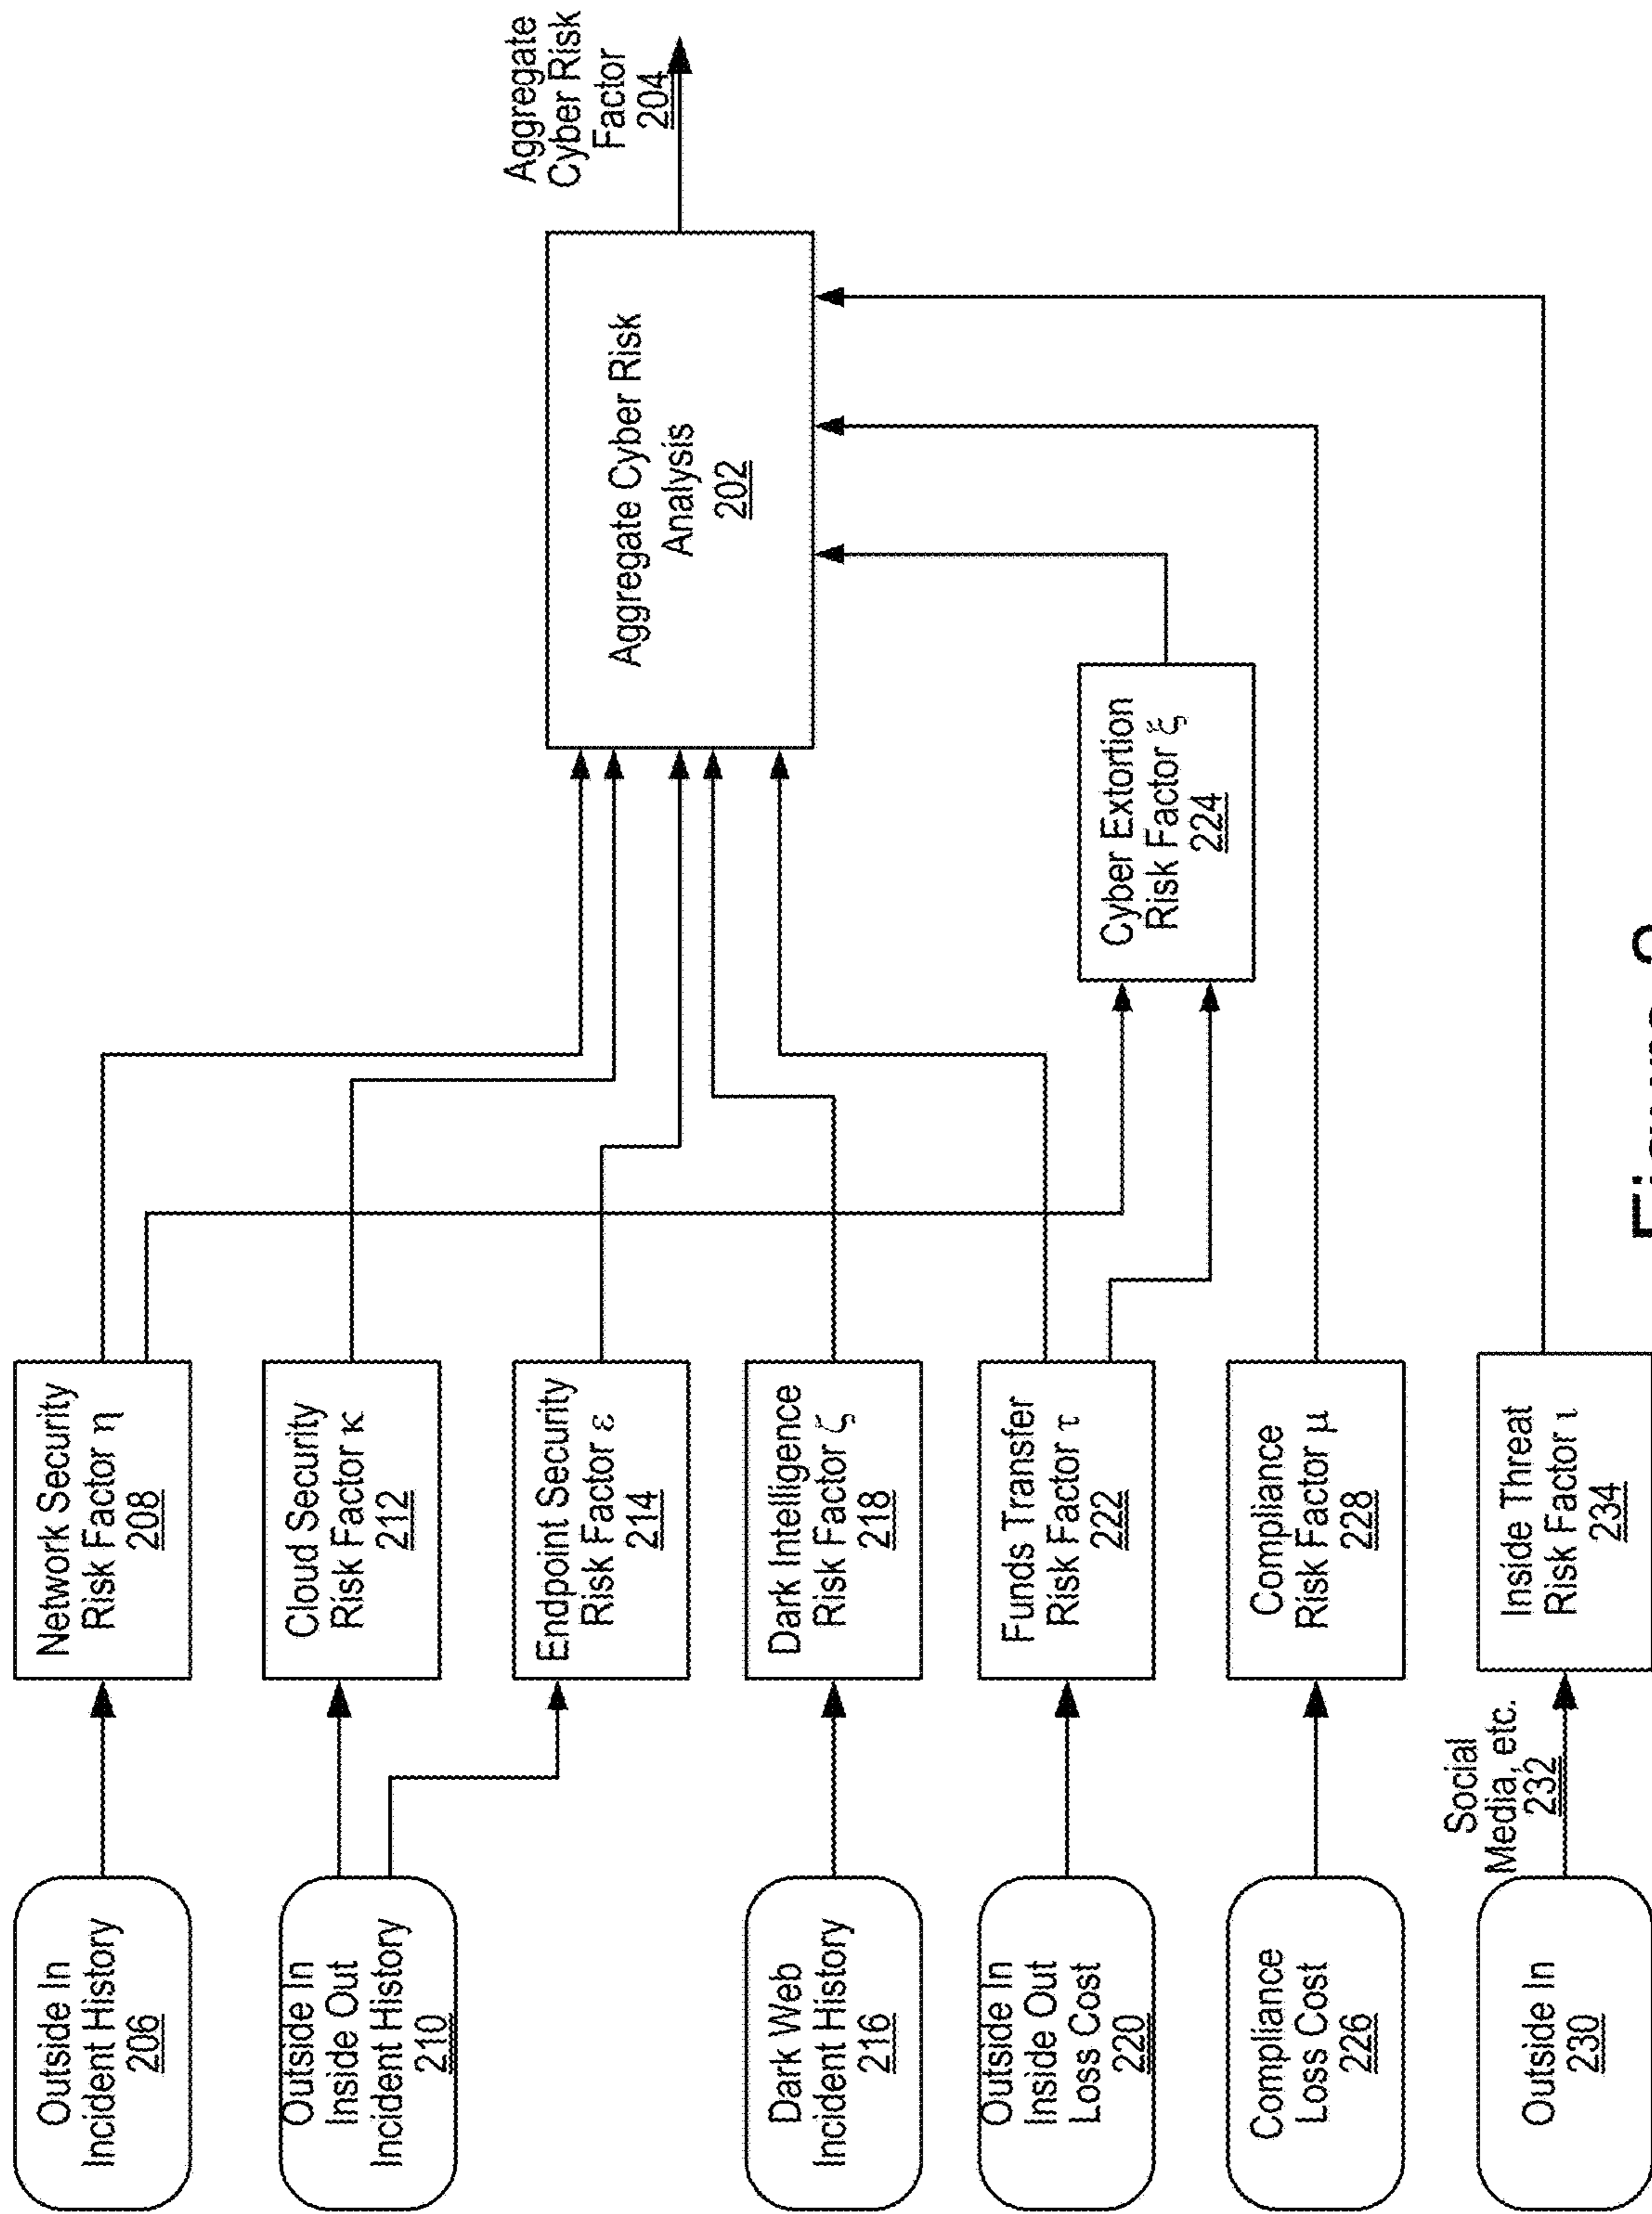 Outside In
Incident History
206
Network Security
Risk Factor η
208
Outside In
Inside Out
Incident History
210
Cloud Security
Risk Factor κ
212
Endpoint Security
Risk Factor ε
214
Dark Web
Incident History
216
Dark Intelligence
Risk Factor ζ
218
Outside In
Inside Out
Loss Cost
220
Funds Transfer
Risk Factor τ
222
Cyber Extortion
Risk Factor ξ
224
Compliance
Loss Cost
226
Compliance
Risk Factor μ
228
Outside In
230
Social
Media, etc.
232
Inside Threat
Risk Factor ι
234
Aggregate Cyber Risk
Analysis
202
Aggregate
Cyber Risk
Factor
204